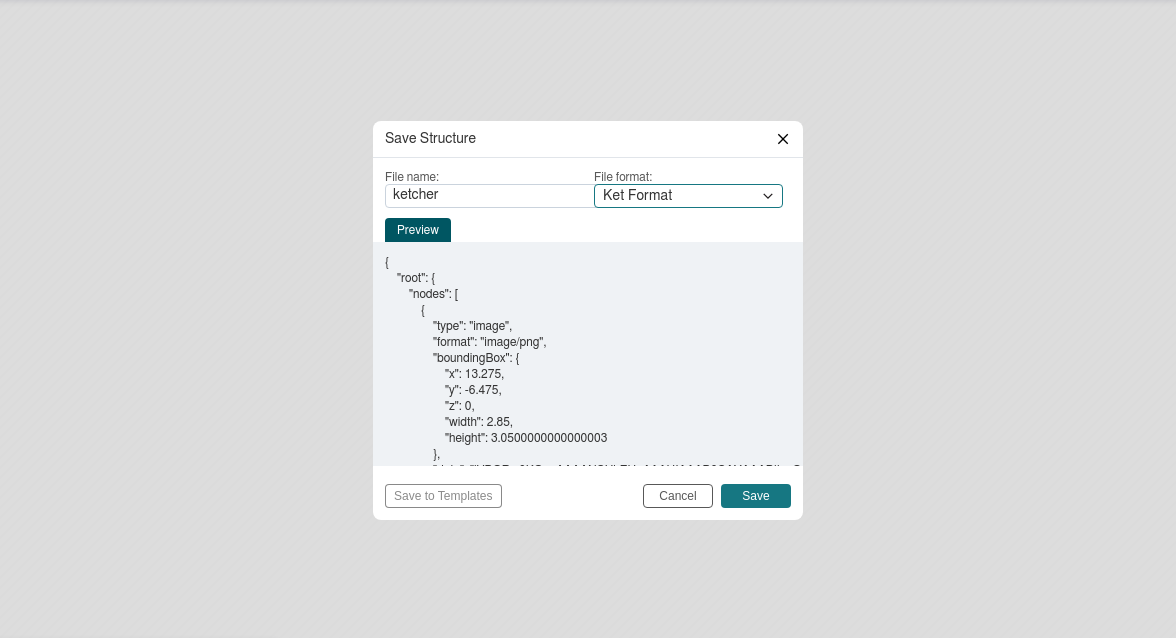 Save Structure
File name:
File format:
ketcher
Ket Format
Preview
{
"root": {
"nodes": [
{
"type": "image",
"format": "image/png",
"boundingBox": {
"x": 13.275,
"y": -6.475,
"z": 0,
"width": 2.85,
"height": 3.0500000000000003
},
Save to Templates
Cancel
Save